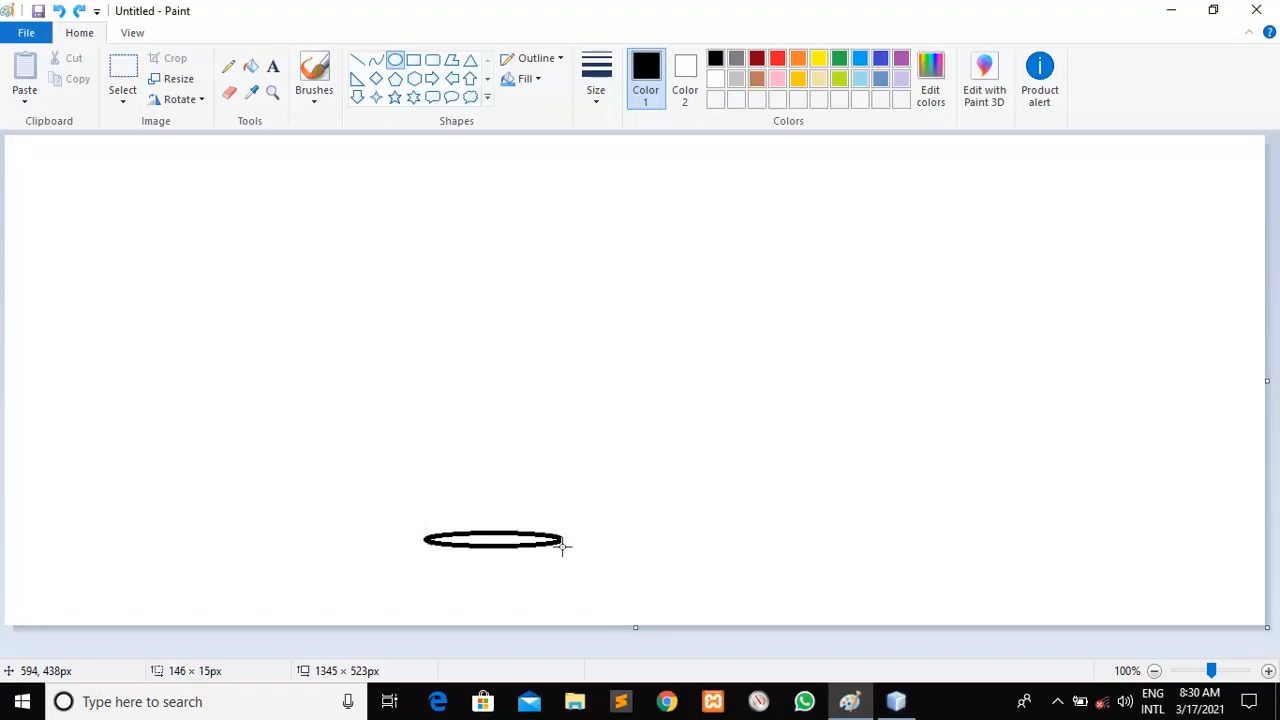 Untitled - Paint
File Home View
Paste
Cut
Copy
Clipboard
Select
Crop
Resize
Rotate
Image
A
Tools
Brushes
Outline
Fill
Shapes
Size
Color 1
Color 2
Edit colors
Colors
Edit with Paint 3D
Product alert
594, 438px
146 × 15px
1345 × 523px
100%
Type here to search
ENG
INTL
8:30 AM
3/17/2021